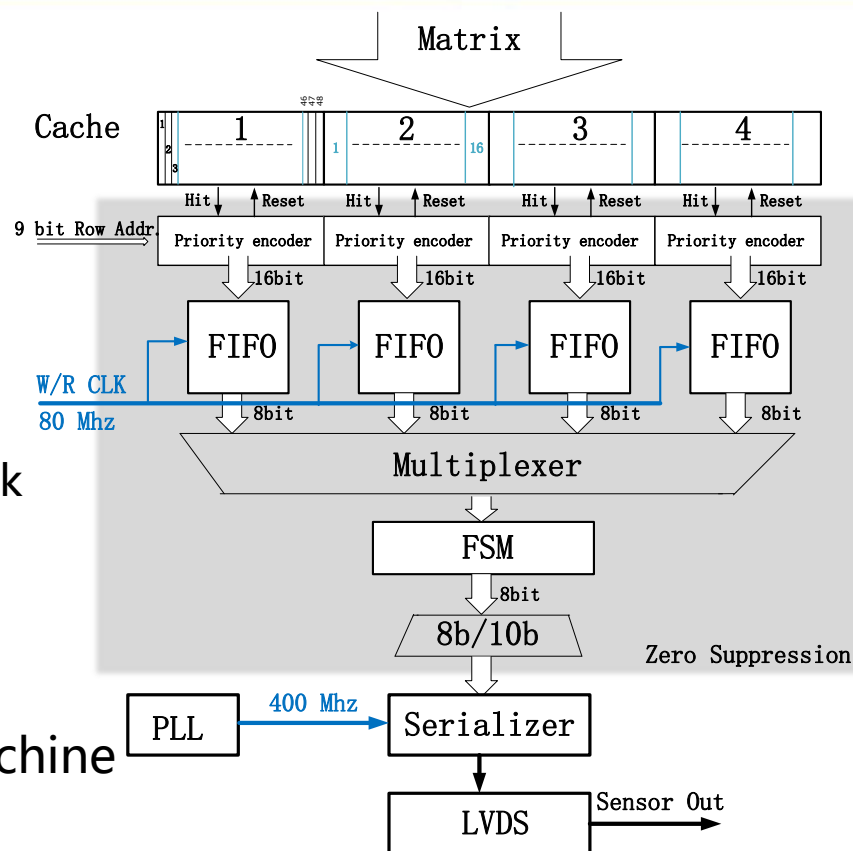 Matrix
Cache
46 47 48
1 2 3 4
1
2
3
1 16
Hit Reset Hit Reset Hit Reset Hit Reset
9 bit Row Addr.
Priority encoder Priority encoder Priority encoder Priority encoder
16bit 16bit 16bit 16bit
FIFO FIFO FIFO FIFO
W/R CLK
80 Mhz
8bit 8bit 8bit 8bit
Multiplexer
k
FSM
8bit
8b/10b
Zero Suppression
400 Mhz
PLL Serializer
chine
Sensor Out
LVDS